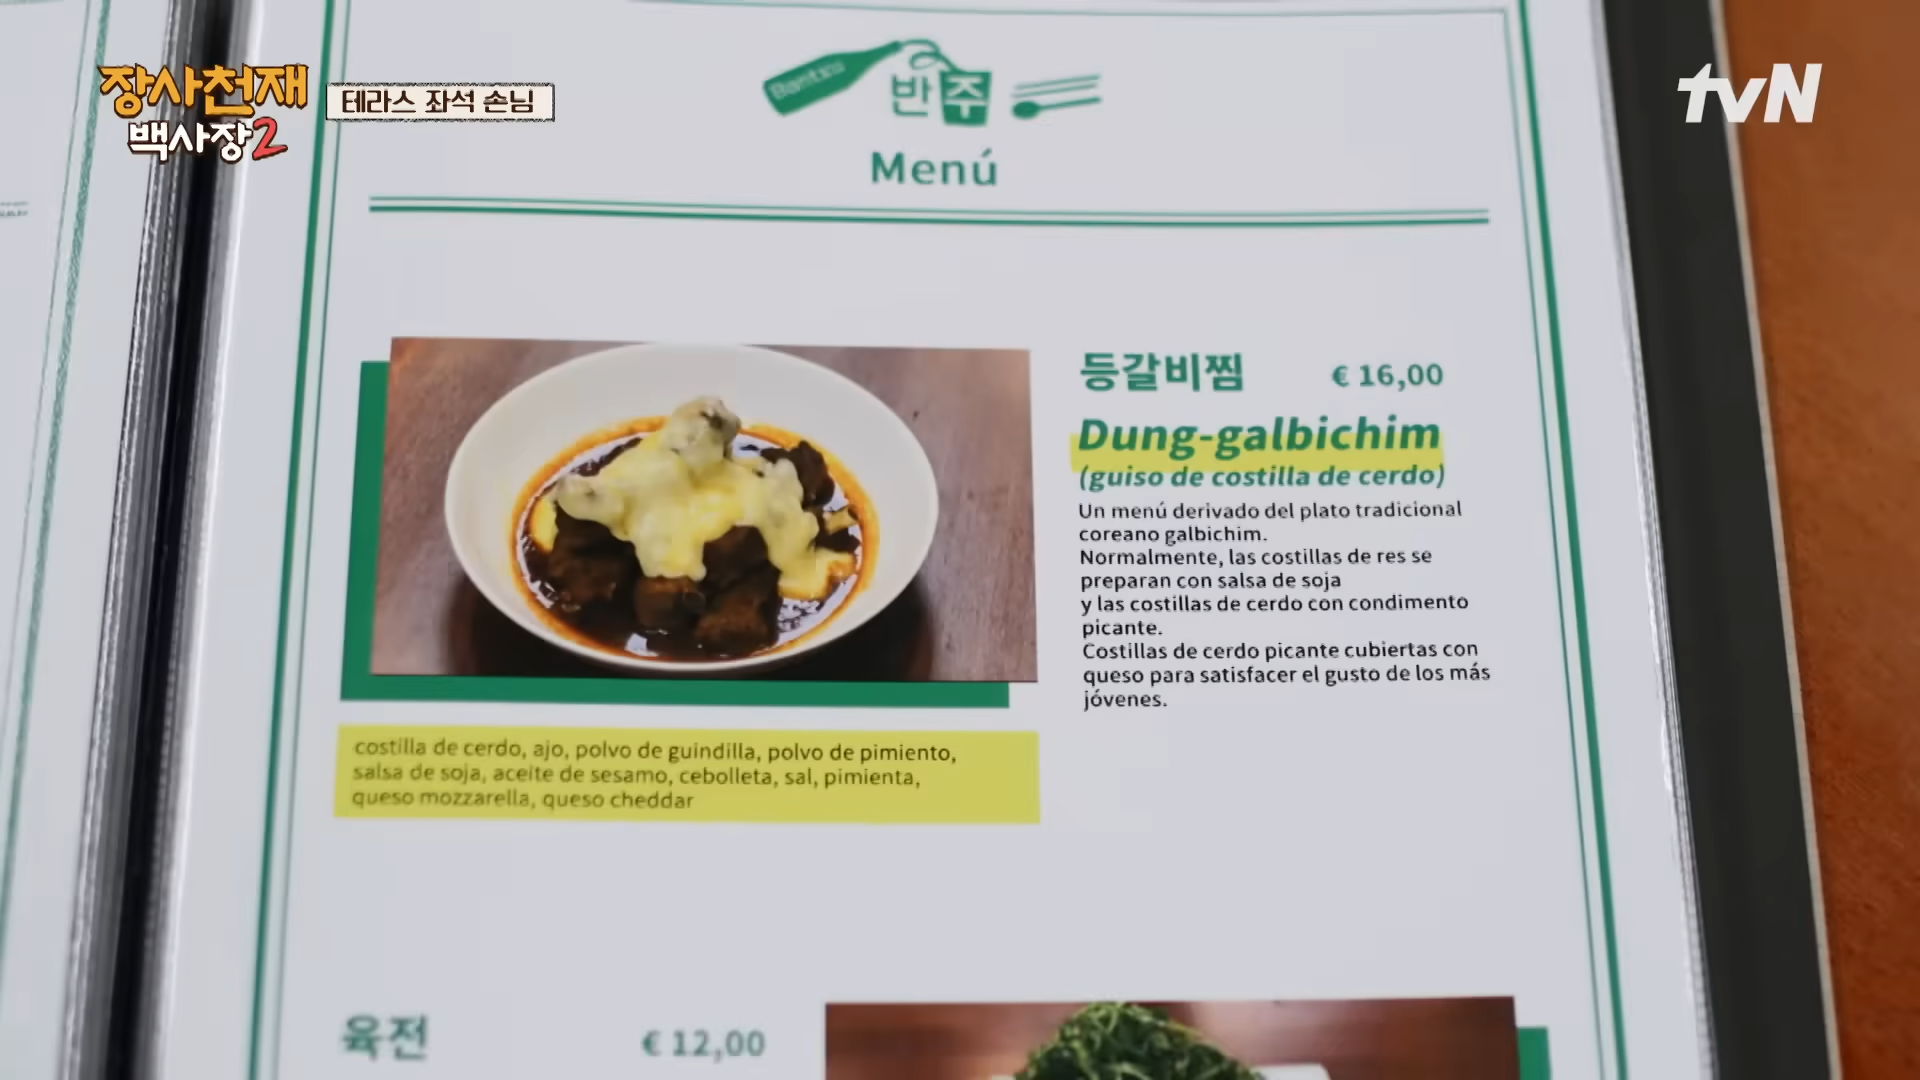 장사천재
백사장2
테라스 좌석 손님
tvN
Bantxu
반주
Menú
등갈비찜 € 16,00
Dung-galbichim
(guiso de costilla de cerdo)
Un menú derivado del plato tradicional
coreano galbichim.
Normalmente, las costillas de res se
preparan con salsa de soja
y las costillas de cerdo con condimento
picante.
Costillas de cerdo picante cubiertas con
queso para satisfacer el gusto de los más
jóvenes.
costilla de cerdo, ajo, polvo de guindilla, polvo de pimiento,
salsa de soja, aceite de sesamo, cebolleta, sal, pimienta,
queso mozzarella, queso cheddar
육전 € 12,00